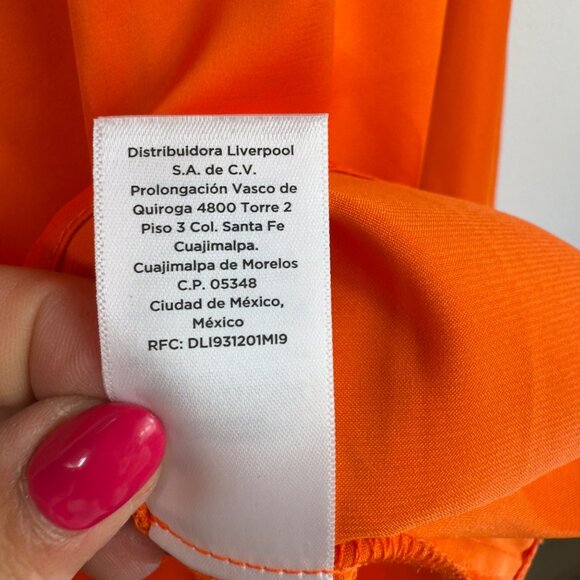 Distribuidora Liverpool
S.A. de C.V.
Prolongación Vasco de
Quiroga 4800 Torre 2
Piso 3 Col. Santa Fe
Cuajimalpa.
Cuajimalpa de Morelos
C.P. 05348
Ciudad de México,
México
RFC: DLI931201MI9